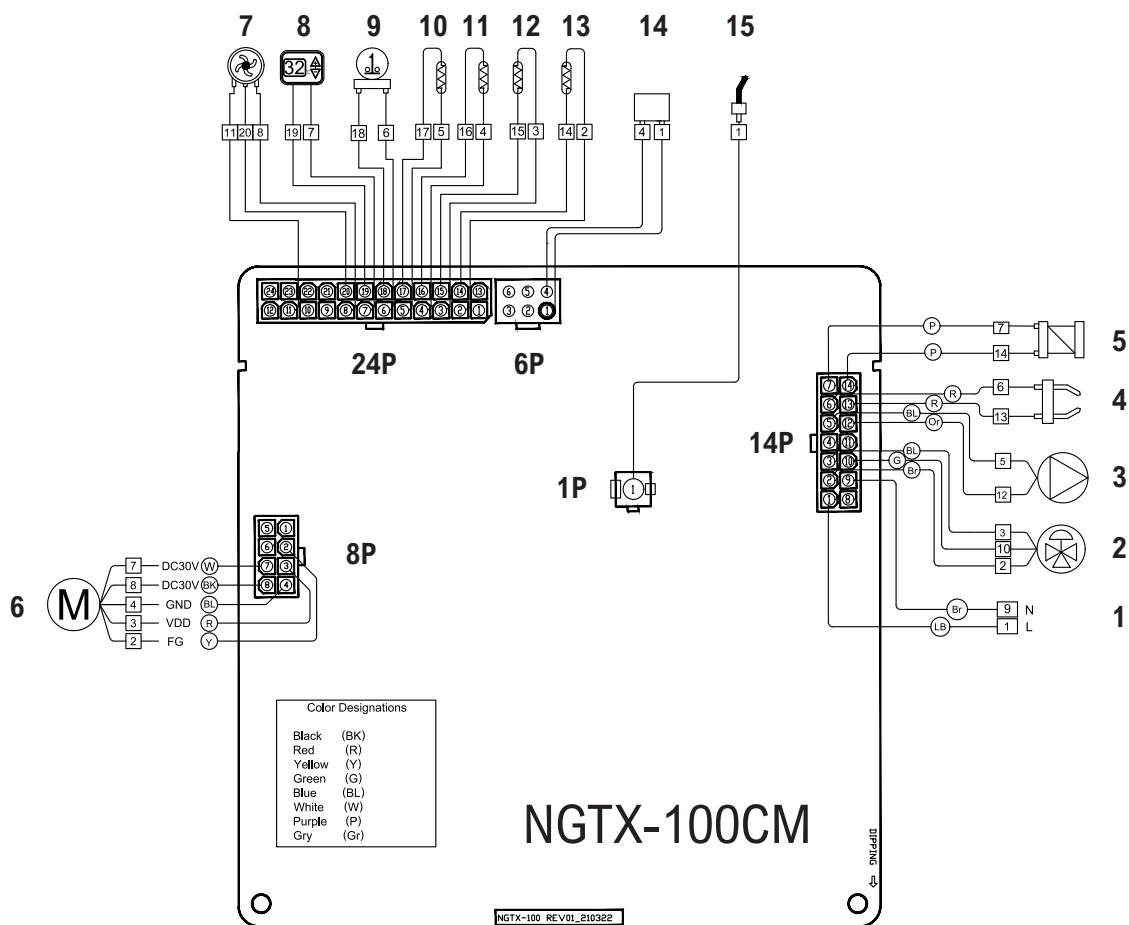 7 8 9 10 11 12 13 14 15
32 1
11 20 8 19 7 18 6 17 5 16 4 15 3 14 2 4 1 1
24 23 22 21 20 19 18 17 16 15 14 13
12 11 10 9 8 7 6 5 4 3 2 1
6 5 4
3 2 1
24P 6P
7 14 P 7
P 14 5
6 13 R 6
R 13 4
5 12 BL
Or
4 11 14P
BL 5
3 10 G 12 3
Br
2 9 3
1 8 10 2
2
1P 1
5 1
6 2
7 3
8 4
8P
6 M
7 DC30V W
8 DC30V BK
4 GND BL
3 VDD R
2 FG Y
Br 9 N
LB 1 L
1
Color Designations
Black (BK)
Red (R)
Yellow (Y)
Green (G)
Blue (BL)
White (W)
Purple (P)
Gry (Gr)
NGTX-100CM
DIPPING
NGTX-100 REV01_210322